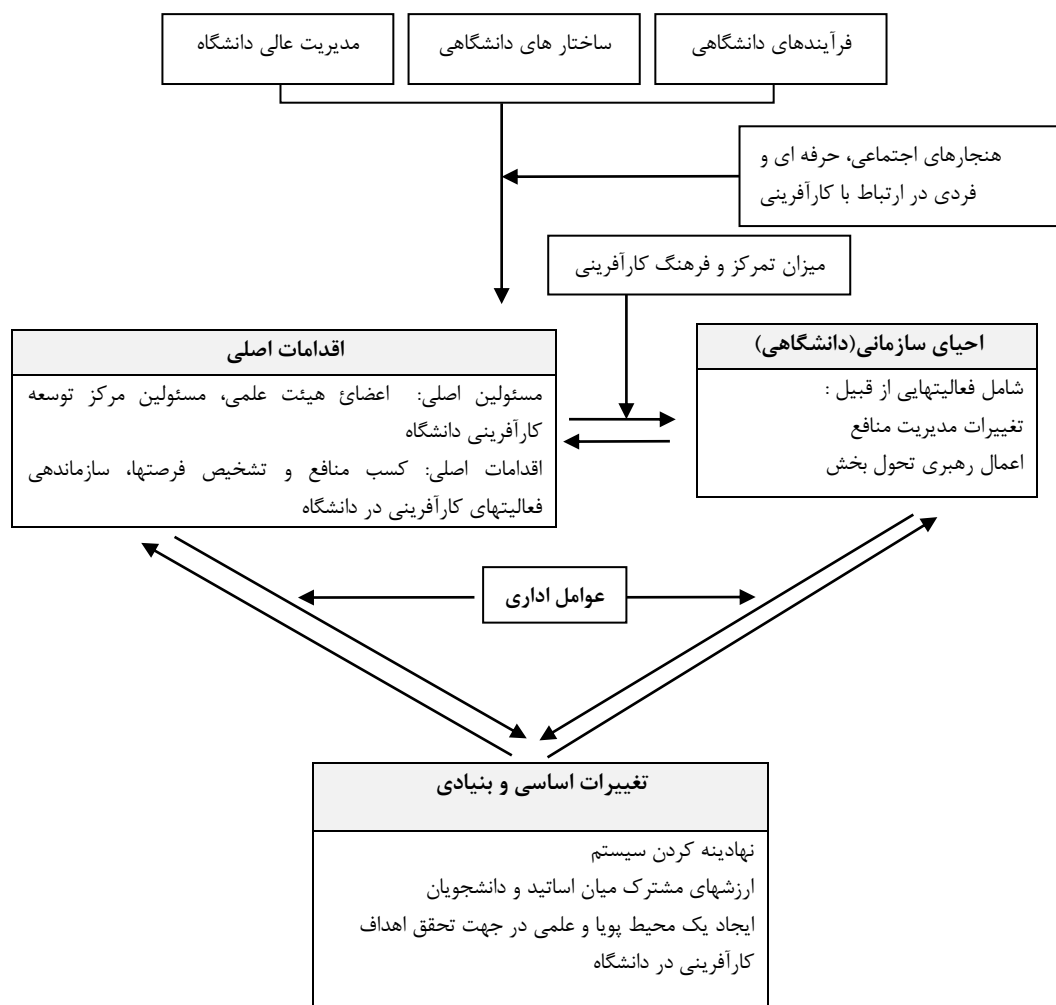 فرآیندهای دانشگاهی
ساختار های دانشگاهی
مدیریت عالی دانشگاه
هنجارهای اجتماعی، حرفه ای و
فردی در ارتباط با کارآفرینی
میزان تمرکز و فرهنگ کارآفرینی
احیای سازمانی(دانشگاهی)
شامل فعالیتهایی از قبیل :
تغییرات مدیریت منافع
اعمال رهبری تحول بخش
اقدامات اصلی
مسئولین اصلی: اعضائ هیئت علمی، مسئولین مرکز توسعه
کارآفرینی دانشگاه
اقدامات اصلی: کسب منافع و تشخیص فرصتها، سازماندهی
فعالیتهای کارآفرینی در دانشگاه
عوامل اداری
تغییرات اساسی و بنیادی
نهادینه کردن سیستم
ارزشهای مشترک میان اساتید و دانشجویان
ایجاد یک محیط پویا و علمی در جهت تحقق اهداف
کارآفرینی در دانشگاه